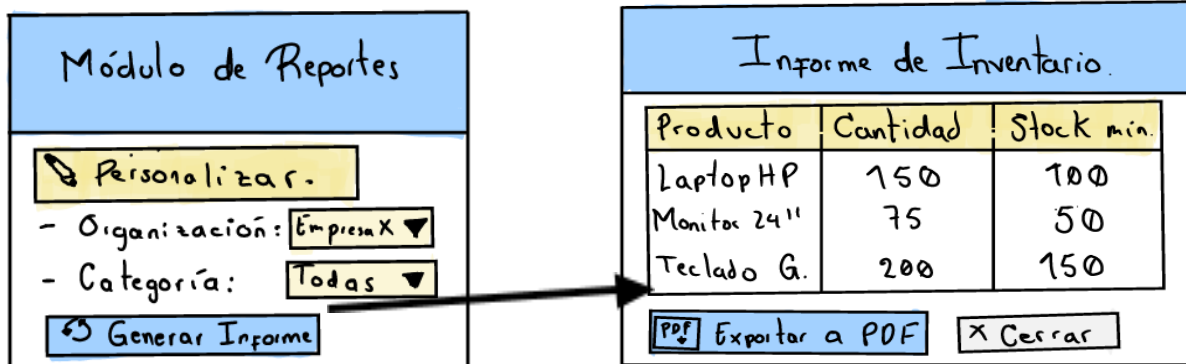 Módulo de Reportes
Personalizar.
- Organización: Empresa X
- Categoría: Todas
Generar Informe
Informe de Inventario.
Producto Cantidad Stock min.
Laptop HP 150 100
Monitor 24" 75 50
Teclado G. 200 150
PDF Exportar a PDF X Cerrar